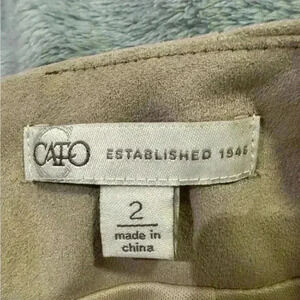 CATO ESTABLISHED 1946
2
made in
china